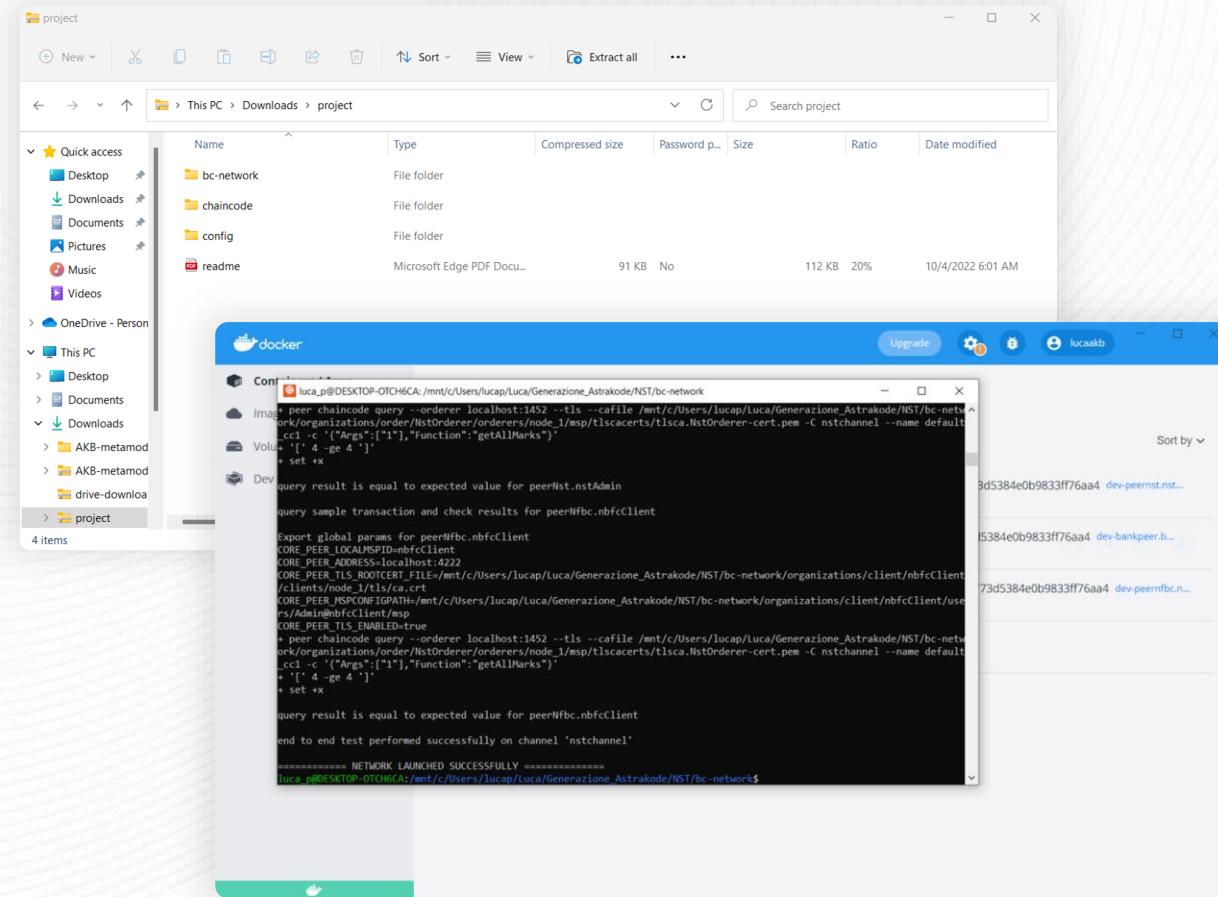 project
New
Sort
View
Extract all
This PC > Downloads > project
Search project
Name Type Compressed size Password p... Size Ratio Date modified
Quick access
Desktop
Downloads
Documents
Pictures
Music
Videos
OneDrive - Person
This PC
Desktop
Documents
Downloads
AKB-metamod
AKB-metamod
drive-downloa
project
bc-network File folder
chaincode File folder
config File folder
readme Microsoft Edge PDF Docu... 91 KB No 112 KB 20% 10/4/2022 6:01 AM
4 items
docker
Upgrade
lucaakb
Sort by
Dev
3d5384e0b9833ff76aa4 dev-peernst.nst...
5384e0b9833ff76aa4 dev-bankpeer.b...
73d5384e0b9833ff76aa4 dev-peernfbc.n...
luca_p@DESKTOP-OTCH6CA: /mnt/c/Users/lucap/Luca/Generazione_Astrakode/NST/bc-network
+ peer chaincode query --orderer localhost:1452 --tls --cafile /mnt/c/Users/lucap/Luca/Generazione_Astrakode/NST/bc-netw
ork/organizations/order/NstOrderer/orderers/node_1/msp/tlscacerts/tlsca.NstOrderer-cert.pem -C nstchannel --name default
_cc1 -c '{"Args":["1"],"Function":"getAllMarks"}'
+ '[' 4 -ge 4 ']'
+ set +x
query result is equal to expected value for peerNst.nstAdmin
query sample transaction and check results for peerNfbc.nbfcClient
Export global params for peerNfbc.nbfcClient
CORE_PEER_LOCALMSPID=nbfcClient
CORE_PEER_ADDRESS=localhost:4222
CORE_PEER_TLS_ROOTCERT_FILE=/mnt/c/Users/lucap/Luca/Generazione_Astrakode/NST/bc-network/organizations/client/nbfcClient
/clients/node_1/tls/ca.crt
CORE_PEER_MSPCONFIGPATH=/mnt/c/Users/lucap/Luca/Generazione_Astrakode/NST/bc-network/organizations/client/nbfcClient/use
rs/Admin@nbfcClient/msp
CORE_PEER_TLS_ENABLED=true
+ peer chaincode query --orderer localhost:1452 --tls --cafile /mnt/c/Users/lucap/Luca/Generazione_Astrakode/NST/bc-netw
ork/organizations/order/NstOrderer/orderers/node_1/msp/tlscacerts/tlsca.NstOrderer-cert.pem -C nstchannel --name default
_cc1 -c '{"Args":["1"],"Function":"getAllMarks"}'
+ '[' 4 -ge 4 ']'
+ set +x
query result is equal to expected value for peerNfbc.nbfcClient
end to end test performed successfully on channel 'nstchannel'
============ NETWORK LAUNCHED SUCCESSFULLY ==============
luca_p@DESKTOP-OTCH6CA:/mnt/c/Users/lucap/Luca/Generazione_Astrakode/NST/bc-network$